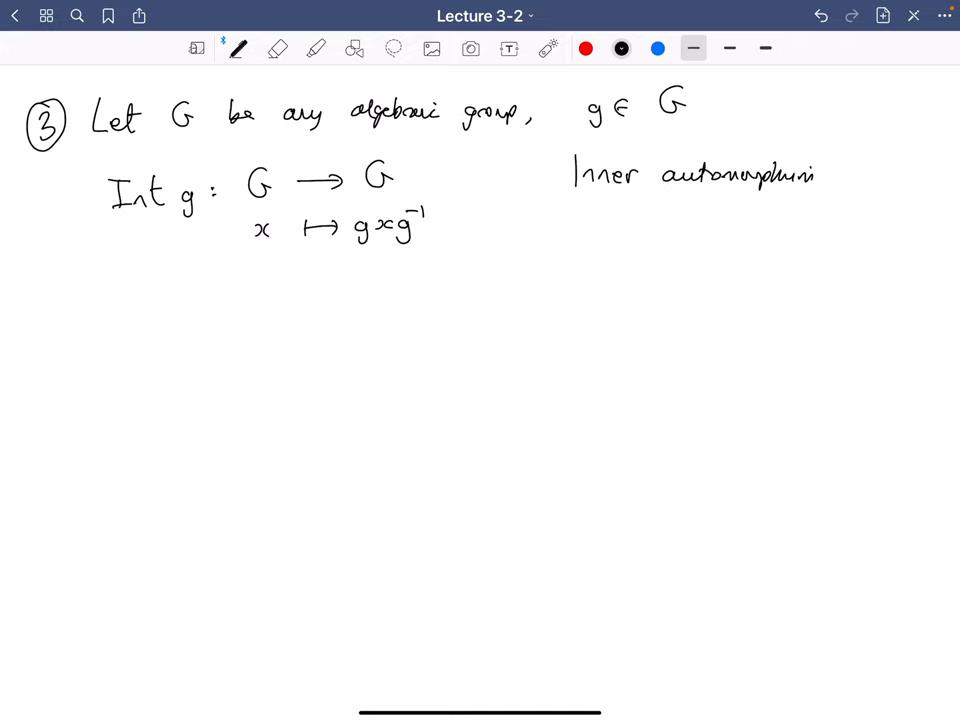 Lecture 3-2
③ Let G be any algebraic group, g ∈ G
Int g : G ⟶ G Inner automorphism
x ⟼ gxg⁻¹